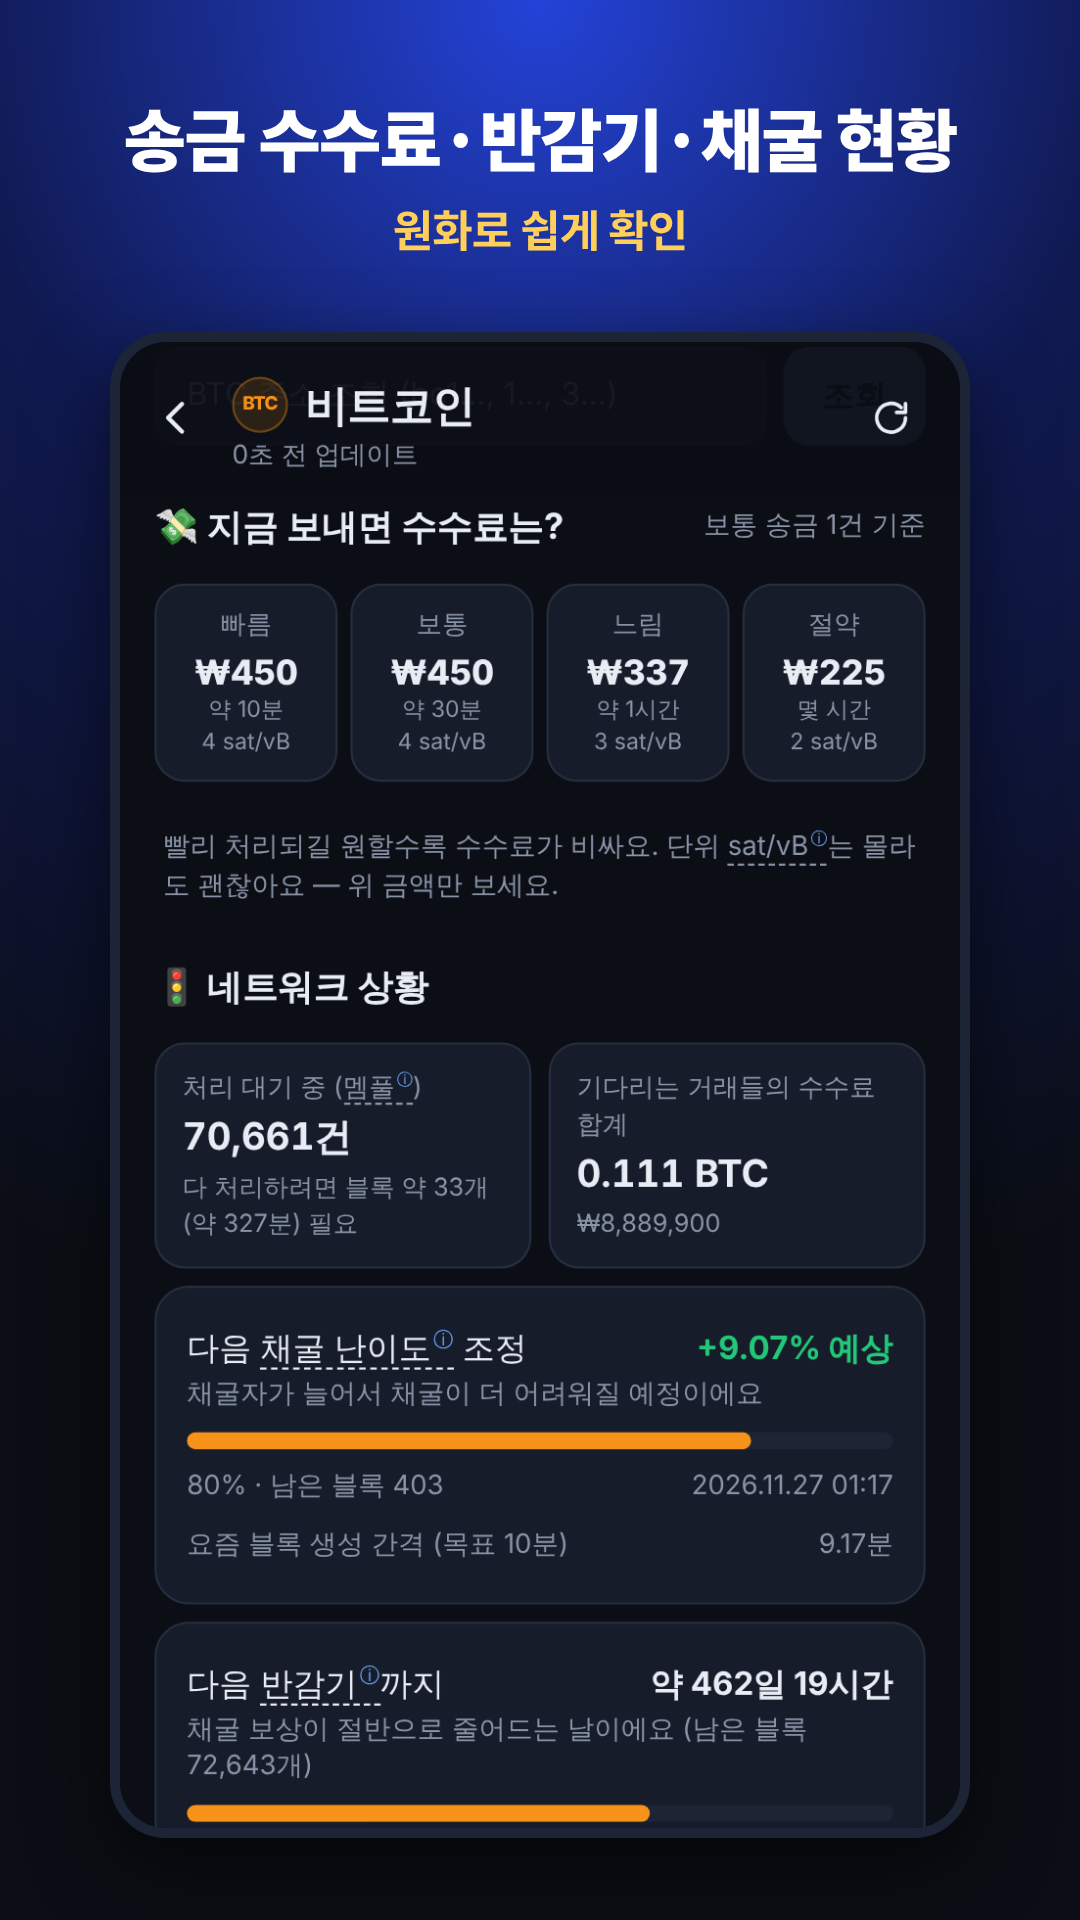 송금 수수료 · 반감기 · 채굴 현황
원화로 쉽게 확인
BTC 비트코인
조회
0초 전 업데이트
💸 지금 보내면 수수료는?
보통 송금 1건 기준
빠름
₩450
약 10분
4 sat/vB
보통
₩450
약 30분
4 sat/vB
느림
₩337
약 1시간
3 sat/vB
절약
₩225
몇 시간
2 sat/vB
빨리 처리되길 원할수록 수수료가 비싸요. 단위 sat/vBⓘ는 몰라
도 괜찮아요 — 위 금액만 보세요.
🚦 네트워크 상황
처리 대기 중 (멤풀ⓘ)
70,661건
다 처리하려면 블록 약 33개
(약 327분) 필요
기다리는 거래들의 수수료
합계
0.111 BTC
₩8,889,900
다음 채굴 난이도ⓘ 조정
+9.07% 예상
채굴자가 늘어서 채굴이 더 어려워질 예정이에요
80% · 남은 블록 403
2026.11.27 01:17
요즘 블록 생성 간격 (목표 10분)
9.17분
다음 반감기ⓘ까지
약 462일 19시간
채굴 보상이 절반으로 줄어드는 날이에요 (남은 블록
72,643개)